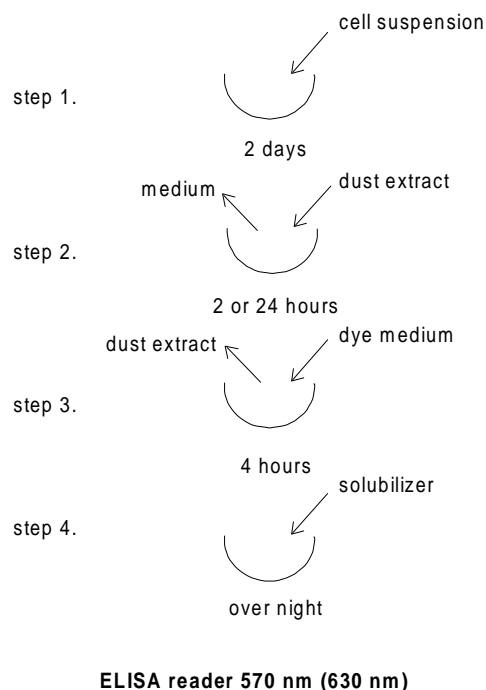 cell suspension
step 1.
2 days
medium
dust extract
step 2.
2 or 24 hours
dust extract
dye medium
step 3.
4 hours
solubilizer
step 4.
over night
ELISA reader 570 nm (630 nm)